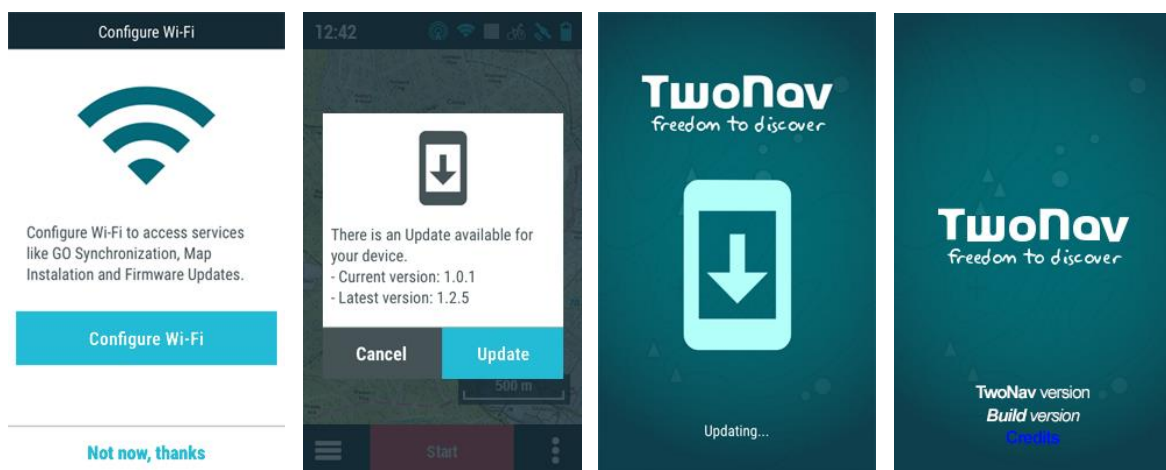 Configure Wi-Fi
Configure Wi-Fi to access services
like GO Synchronization, Map
Instalation and Firmware Updates.
Configure Wi-Fi
Not now, thanks
12:42
There is an Update available for
your device.
- Current version: 1.0.1
- Latest version: 1.2.5
Cancel
Update
500 m
Start
TwoNav
freedom to discover
Updating...
TwoNav
freedom to discover
TwoNav version
Build version
Credits